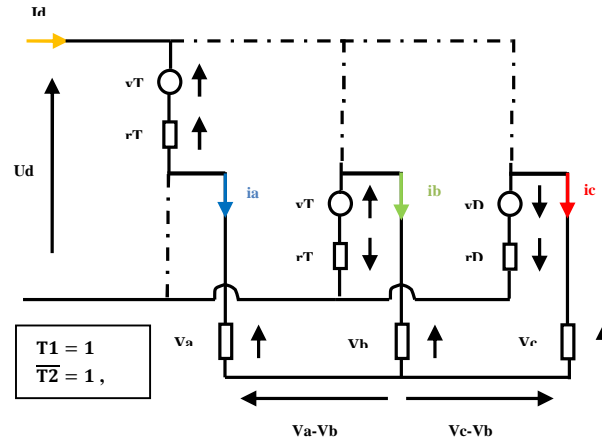 Id
vT
rT
Ud
ia
vT
ib
vD
ic
rT
rD
Va
Vb
Vc
T1 = 1
T2̅ = 1 ,
Va-Vb
Vc-Vb